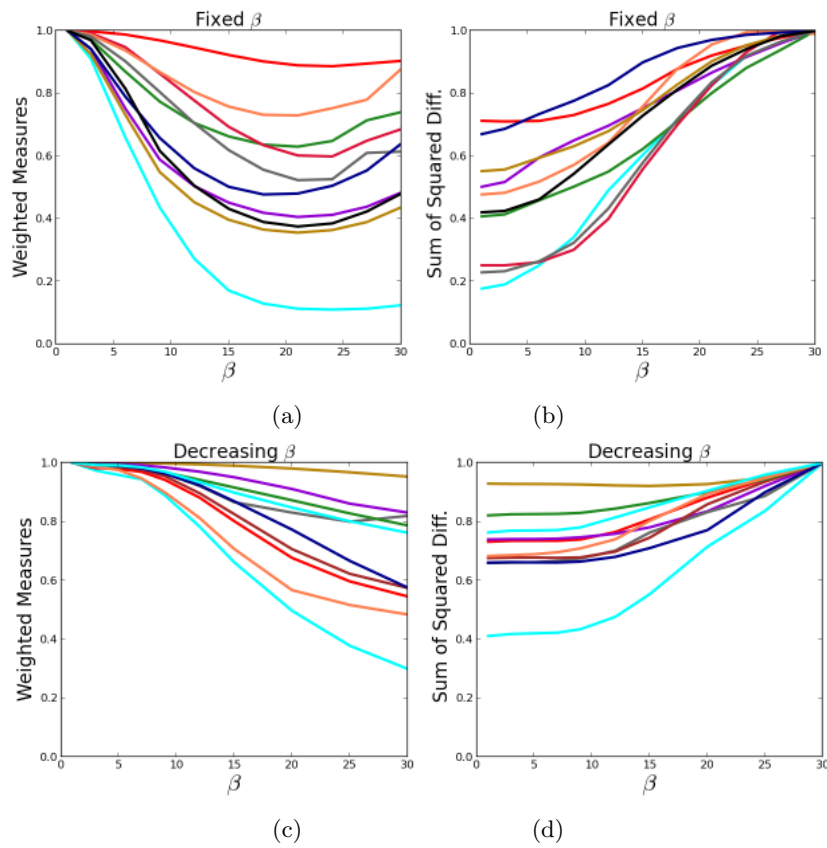 Fixed β
Fixed β
1.0
0.8
0.6
0.4
0.2
0.0
Weighted Measures
0 5 10 15 20 25 30
β
1.0
0.8
0.6
0.4
0.2
0.0
Sum of Squared Diff.
0 5 10 15 20 25 30
β
(a)
(b)
Decreasing β
Decreasing β
1.0
0.8
0.6
0.4
0.2
0.0
Weighted Measures
0 5 10 15 20 25 30
β
1.0
0.8
0.6
0.4
0.2
0.0
Sum of Squared Diff.
0 5 10 15 20 25 30
β
(c)
(d)